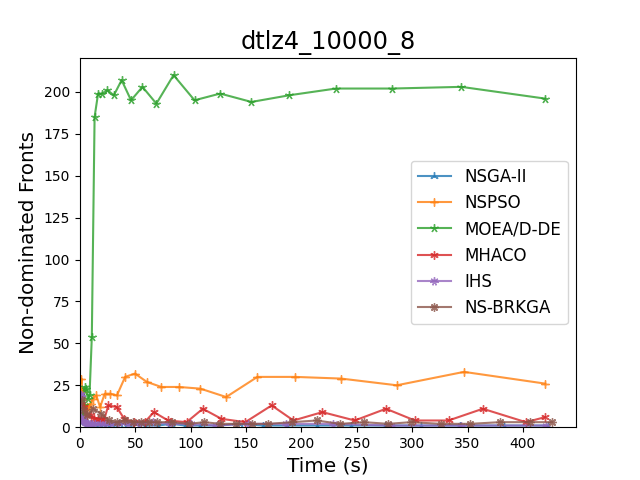 dtlz4_10000_8
Non-dominated Fronts
200
175
150
125
100
75
50
25
0
NSGA-II
NSPSO
MOEA/D-DE
MHACO
IHS
NS-BRKGA
0 50 100 150 200 250 300 350 400
Time (s)